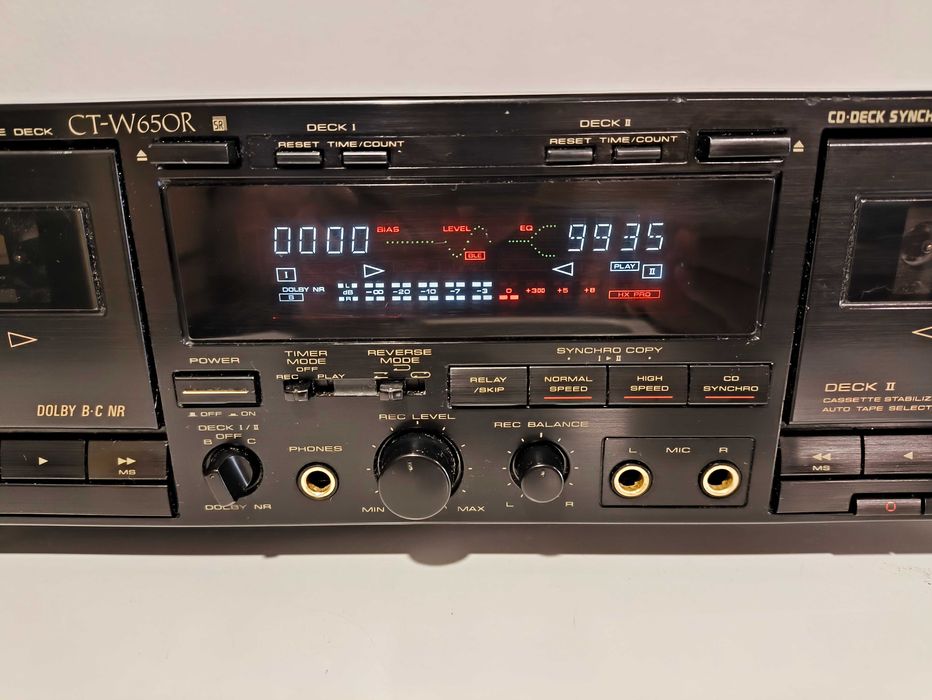 E DECK CT-W650R SR
CD·DECK SYNCH
DECK I
RESET TIME/COUNT
DECK II
RESET TIME/COUNT
0000
BIAS LEVEL EQ
BLE
9935
I
PLAY II
DOLBY NR
B
L
dB -∞ -20 -10 -7 -3 0 +3 +5 +8
R
HX PRO
POWER
OFF ON
TIMER
MODE
OFF
REC PLAY
REVERSE
MODE
SYNCHRO COPY
I ▸ II
RELAY
/SKIP
NORMAL
SPEED
HIGH
SPEED
CD
SYNCHRO
DOLBY B·C NR
DECK II
CASSETTE STABILIZ
AUTO TAPE SELECT
DECK I/II
OFF
B C
DOLBY NR
PHONES
REC LEVEL
MIN MAX
REC BALANCE
L R
L MIC R
MS
MS